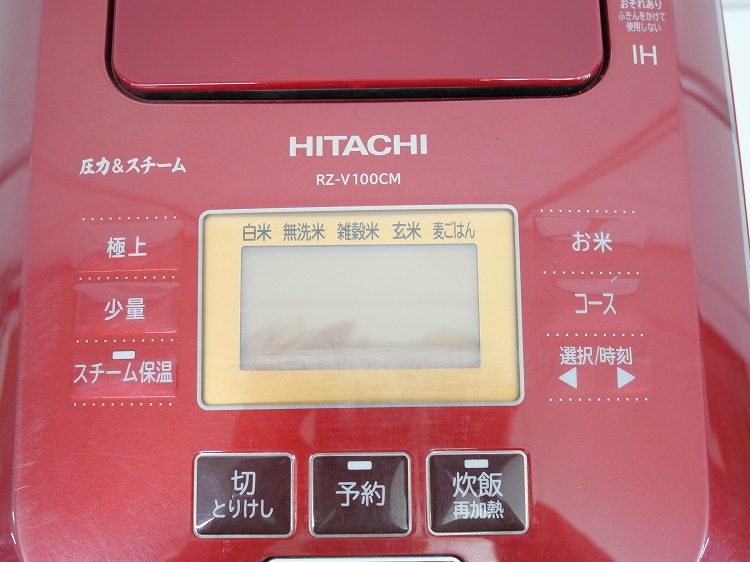 おそれあり
ふきんをかけて
使用しない
IH
HITACHI
RZ-V100CM
圧力&スチーム
白米 無洗米 雑穀米 玄米 麦ごはん
極上
少量
スチーム保温
お米
コース
選択/時刻
切
とりけし
予約
炊飯
再加熱